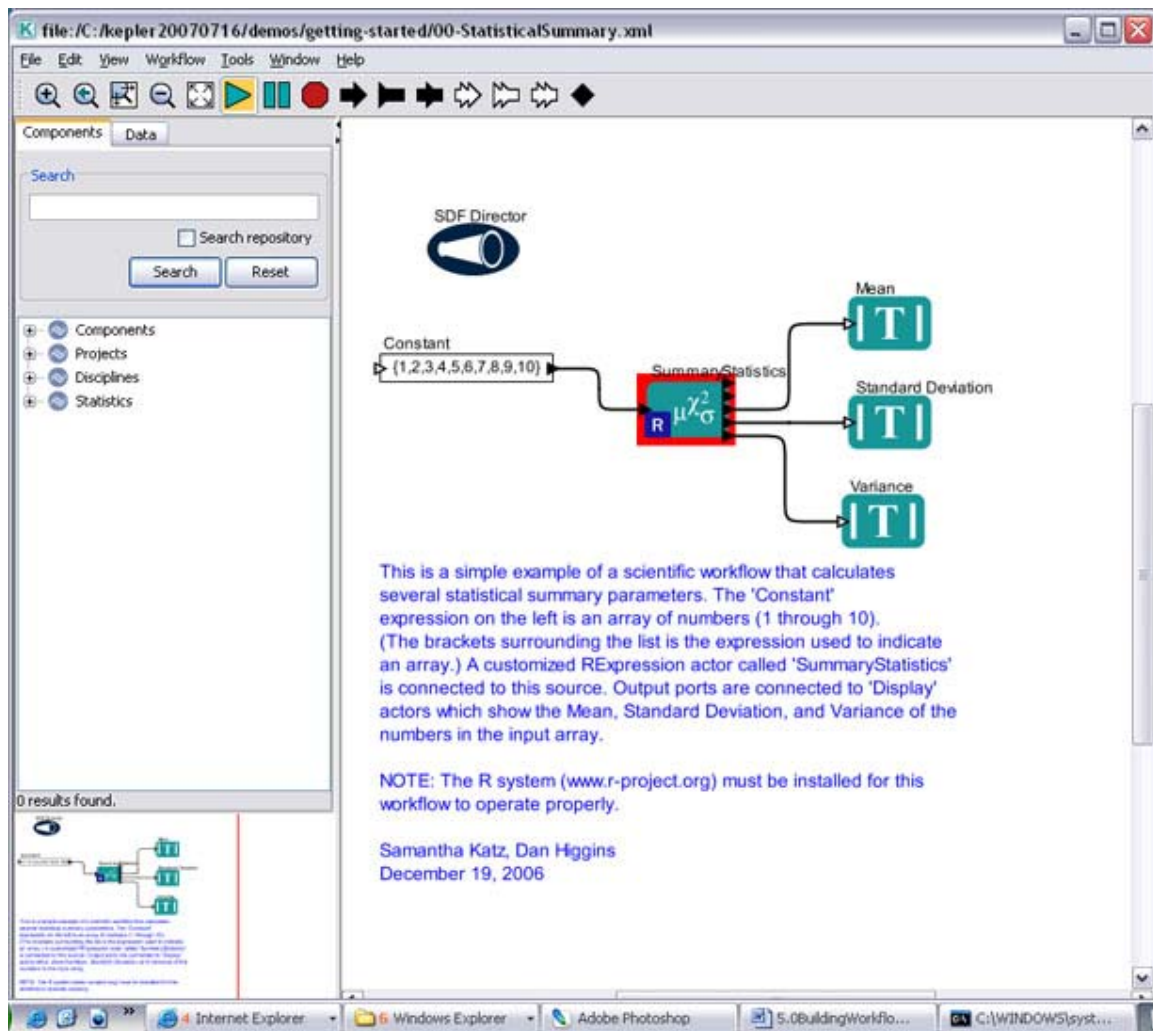 file:/C:/kepler20070716/demos/getting-started/00-StatisticalSummary.xml
File Edit View Workflow Tools Window Help
Components Data
Search
Search repository
Search Reset
Components
Projects
Disciplines
Statistics
0 results found.
SDF Director
Mean
T
Constant
{1,2,3,4,5,6,7,8,9,10}
SummaryStatistics
R μχ2σ
Standard Deviation
T
Variance
T
This is a simple example of a scientific workflow that calculates
several statistical summary parameters. The 'Constant'
expression on the left is an array of numbers (1 through 10).
(The brackets surrounding the list is the expression used to indicate
an array.) A customized RExpression actor called 'SummaryStatistics'
is connected to this source. Output ports are connected to 'Display'
actors which show the Mean, Standard Deviation, and Variance of the
numbers in the input array.
NOTE: The R system (www.r-project.org) must be installed for this
workflow to operate properly.
Samantha Katz, Dan Higgins
December 19, 2006
4 Internet Explorer 6 Windows Explorer Adobe Photoshop 5.0BuildingWorkflo... C:\WINDOWS\syst...